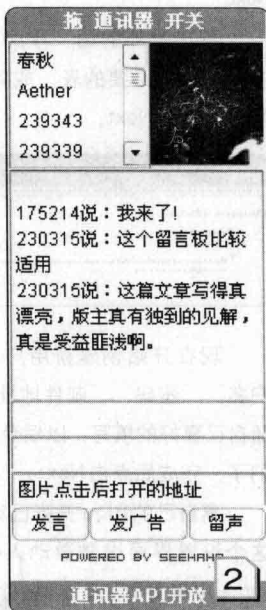 拖 通讯器 开关
春秋
Aether
239343
239339
175214说：我来了!
230315说：这个留言板比较
适用
230315说：这篇文章写得真
漂亮，版主真有独到的见解，
真是受益匪浅啊。
图片点击后打开的地址
发言 发广告 留声
POWERED BY SEEHAHA
通讯器API开放
2